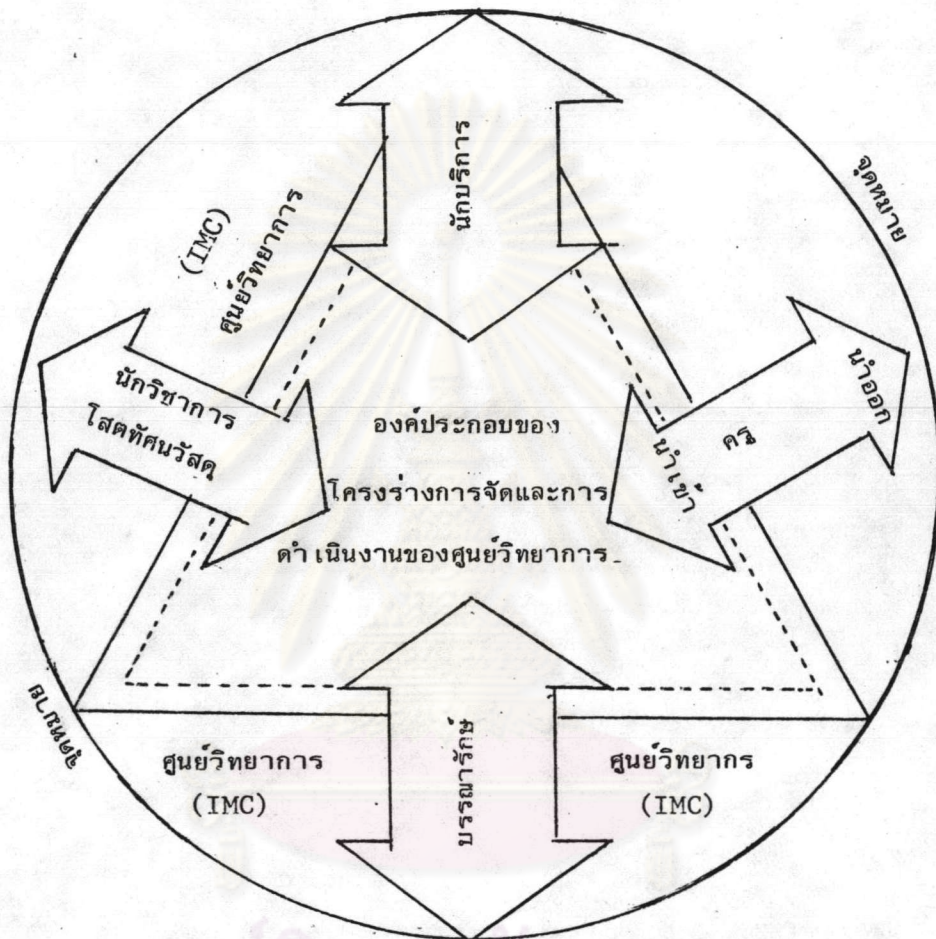 นักบริการ
จุดหมาย
(IMC)
ศูนย์วิทยาการ
นักวิชาการ
โสตทัศนวัสดุ
องค์ประกอบของ
โครงร่างการจัดและการ
ดำเนินงานของศูนย์วิทยาการ
นำเข้า
ครู
นำออก
จุดหมาย
บรรณารักษ์
ศูนย์วิทยาการ
(IMC)
ศูนย์วิทยากร
(IMC)